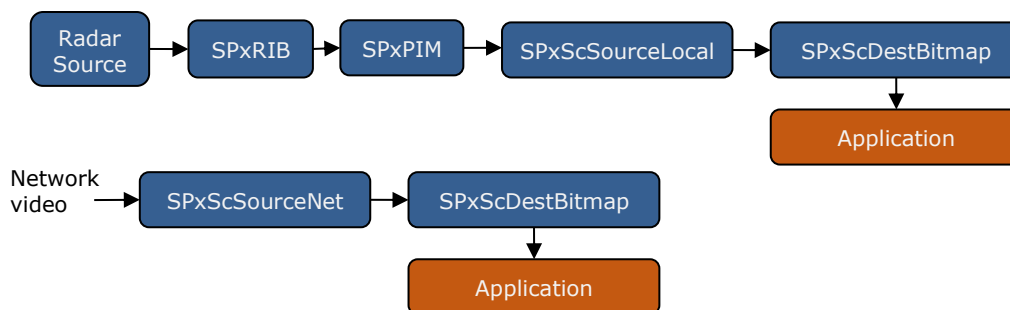 Radar
Source
SPxRIB
SPxPIM
SPxScSourceLocal
SPxScDestBitmap
Application
Network
video
SPxScSourceNet
SPxScDestBitmap
Application